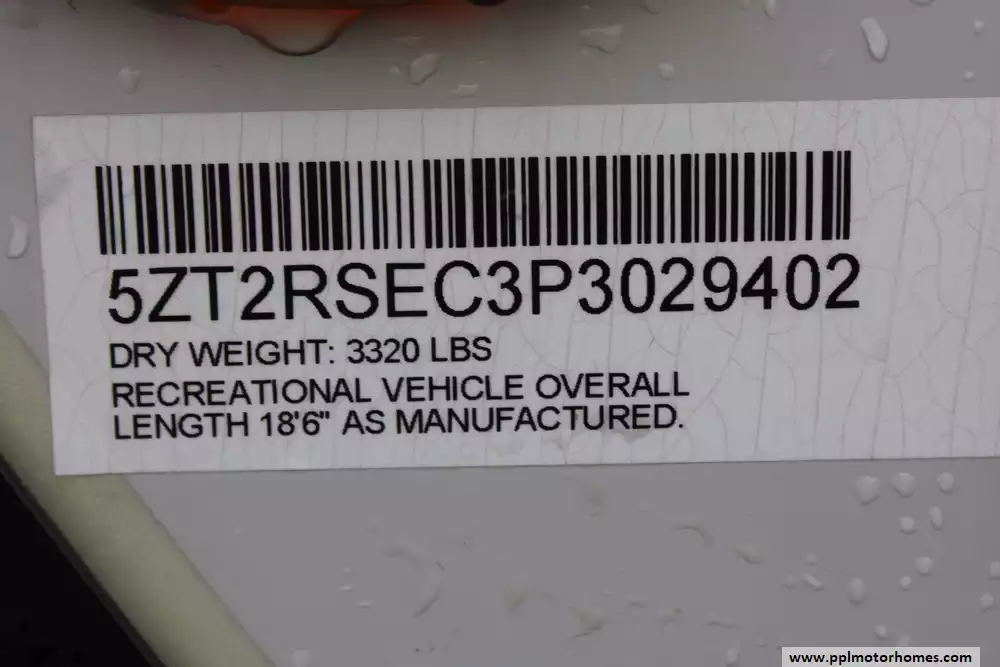 5ZT2RSEC3P3029402
DRY WEIGHT: 3320 LBS
RECREATIONAL VEHICLE OVERALL
LENGTH 18'6" AS MANUFACTURED.
www.pplmotorhomes.com